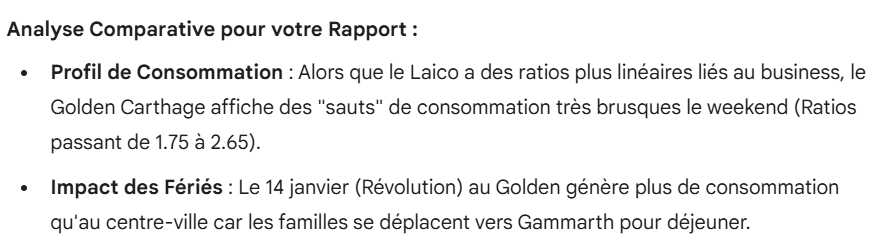 Analyse Comparative pour votre Rapport :
• Profil de Consommation : Alors que le Laico a des ratios plus linéaires liés au business, le
Golden Carthage affiche des "sauts" de consommation très brusques le weekend (Ratios
passant de 1.75 à 2.65).
• Impact des Fériés : Le 14 janvier (Révolution) au Golden génère plus de consommation
qu'au centre-ville car les familles se déplacent vers Gammarth pour déjeuner.